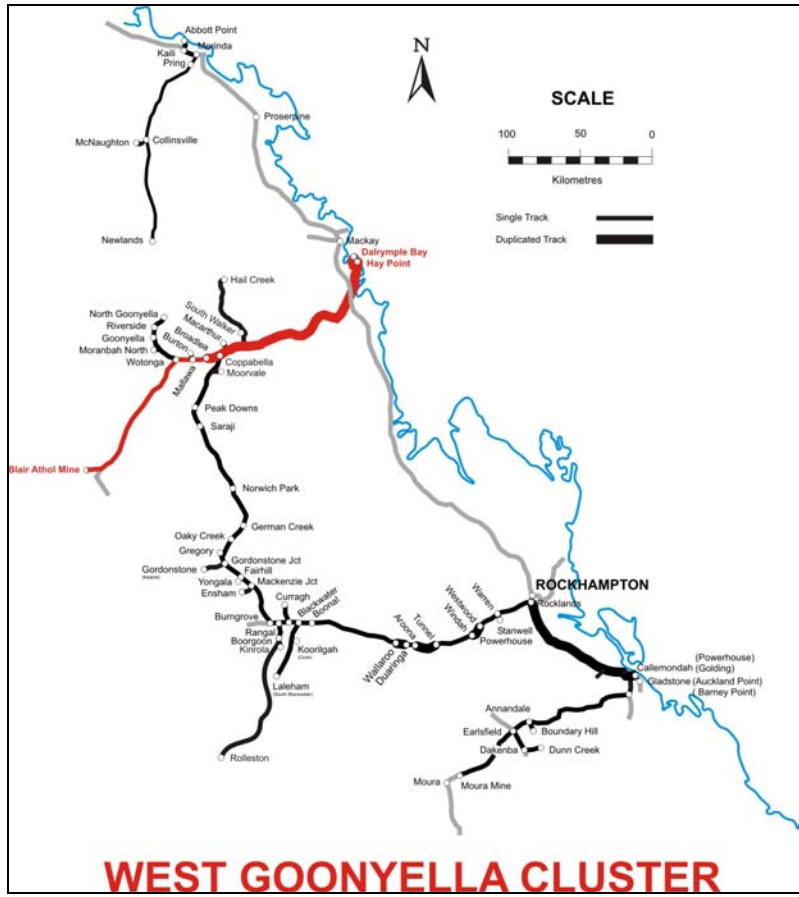 Abbott Point
Kaili
Merinda
Pring
N
SCALE
100
50
0
Kilometres
Single Track
Duplicated Track
Proserpine
McNaughton
Collinsville
Newlands
Mackay
Dalrymple Bay
Hay Point
Hail Creek
North Goonyella
South Walker
Riverside
Macarthur
Goonyella
Broadlea
Burton
Moranbah North
Wotonga
Mallawa
Coppabella
Moorvale
Peak Downs
Saraji
Blair Athol Mine
Norwich Park
German Creek
Oaky Creek
Gregory
Gordonstone Jct
Gordonstone
(Kestrel)
Fairhill
Yongala
Mackenzie Jct
Ensham
Curragh
Blackwater
Boonal
Burngrove
Rangal
Boorgoon
Kinrola
Koorilgah
(Cook)
Laleham
(South Blackwater)
Rolleston
Wallaroo
Duaringa
Aroona
Tunnel
Windah
Westwood
Warren
Stanwell
Powerhouse
ROCKHAMPTON
Rocklands
Callemondah
(Powerhouse)
(Golding)
Gladstone
(Auckland Point)
( Barney Point)
Annandale
Earlsfield
Boundary Hill
Dakenba
Dunn Creek
Moura
Moura Mine
WEST GOONYELLA CLUSTER